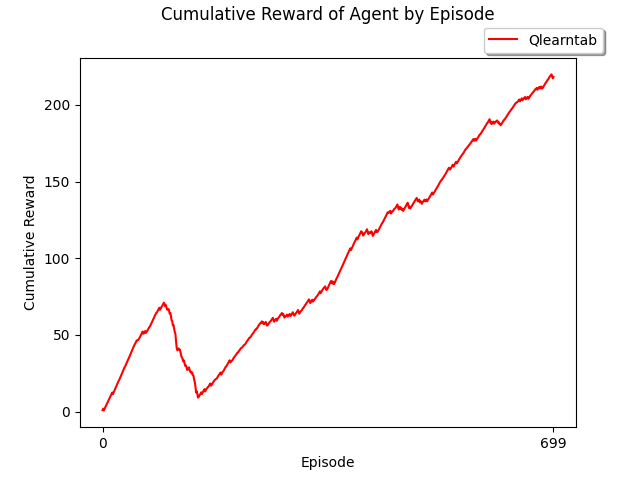 Cumulative Reward of Agent by Episode
Qlearntab
200
150
100
50
0
Cumulative Reward
0 699
Episode